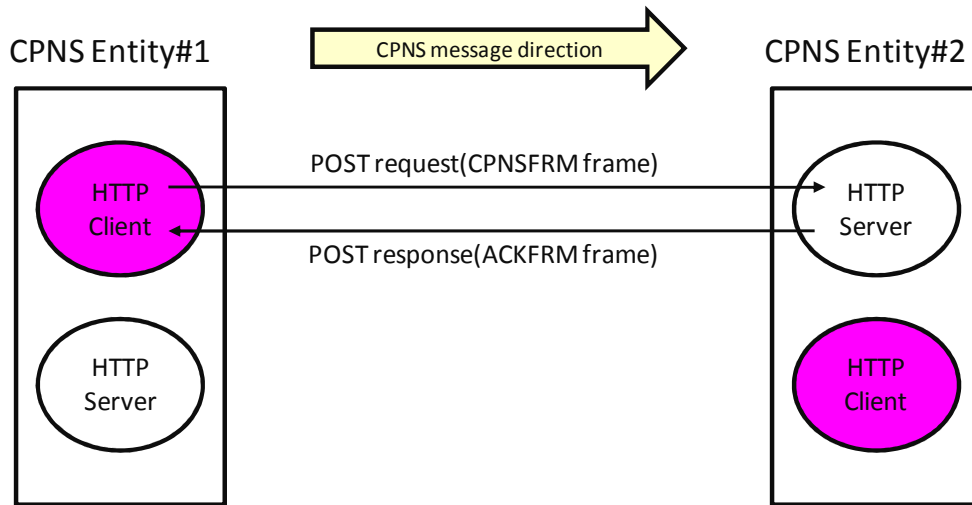 CPNS Entity#1
CPNS message direction
CPNS Entity#2
POST request(CPNSFRM frame)
HTTP
Client
HTTP
Server
POST response(ACKFRM frame)
HTTP
Server
HTTP
Client